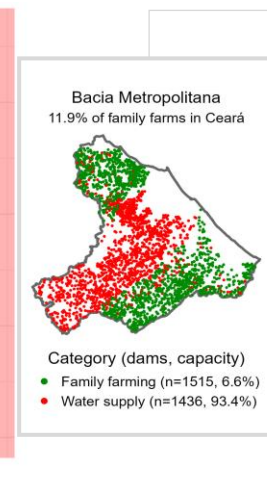 Bacia Metropolitana
11.9% of family farms in Ceará
Category (dams, capacity)
Family farming (n=1515, 6.6%)
Water supply (n=1436, 93.4%)